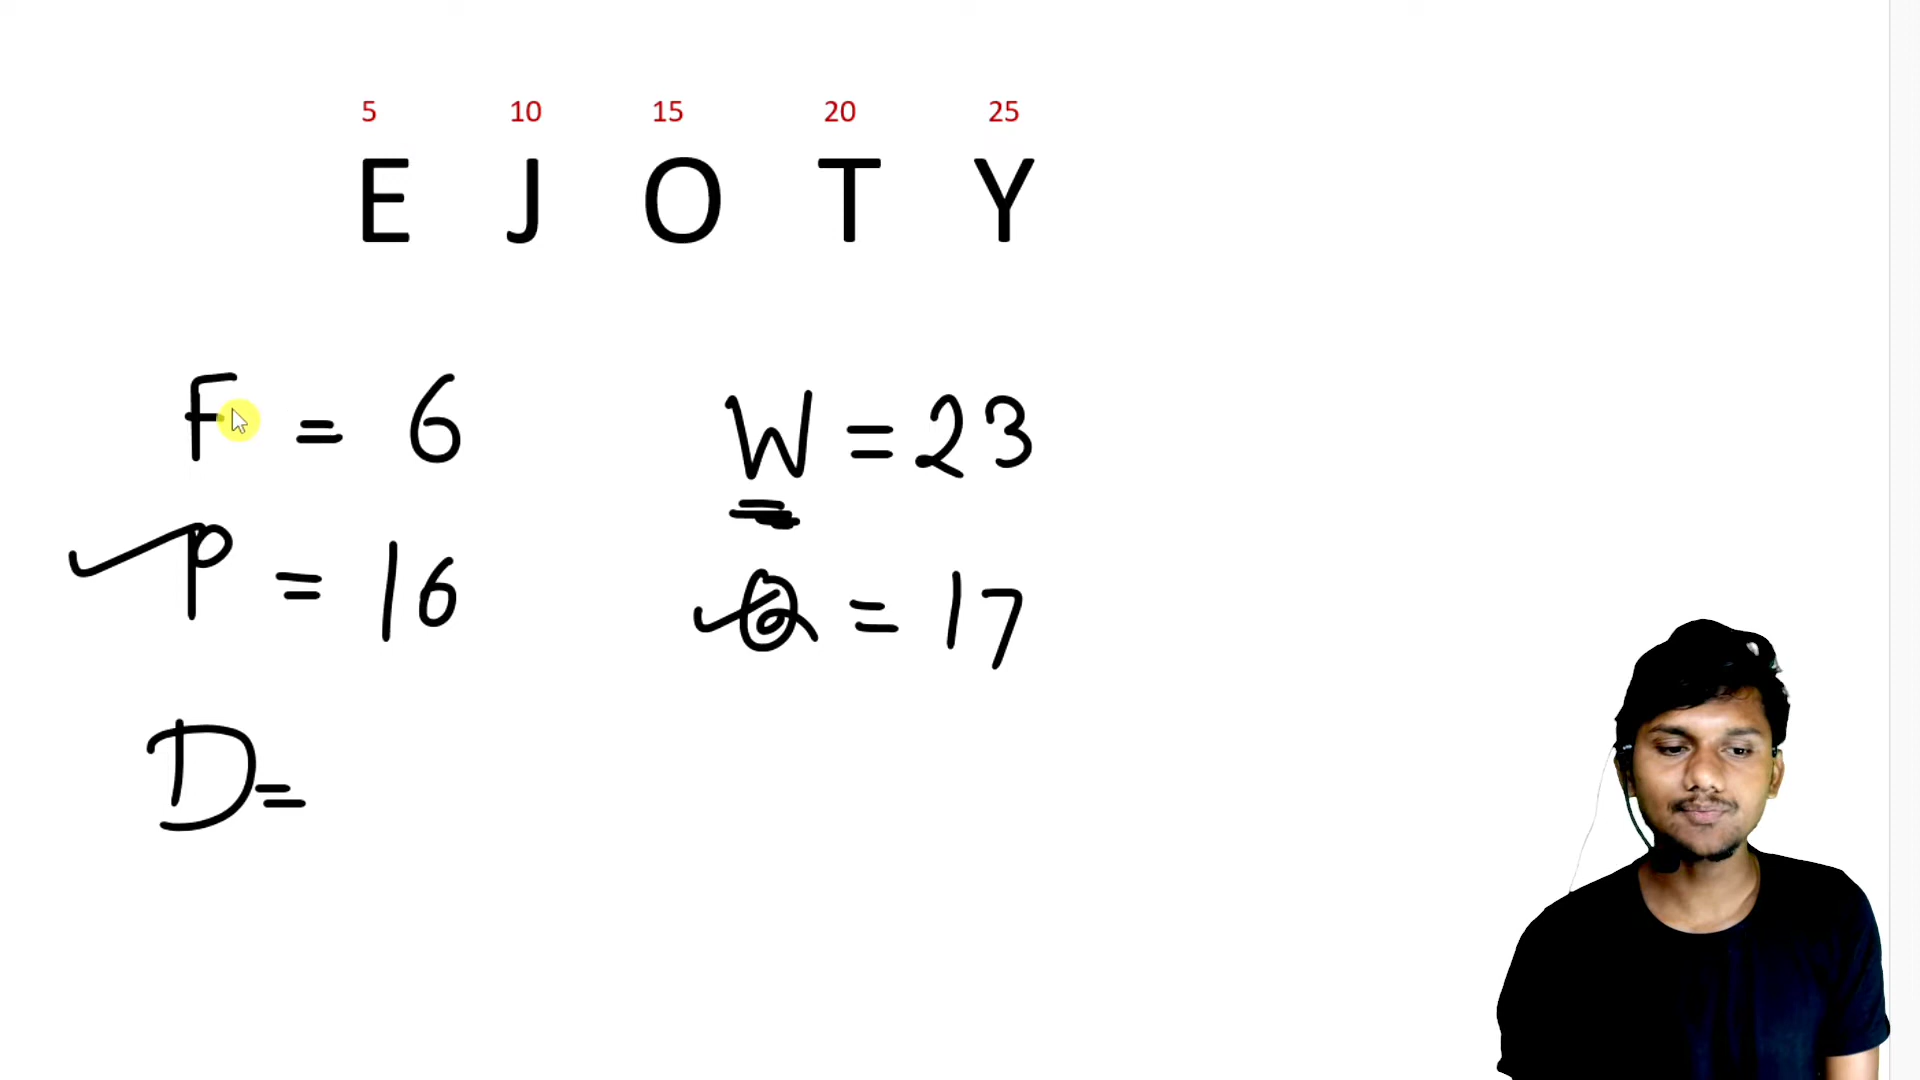 5 10 15 20 25
E J O T Y
F = 6 W = 23
P = 16 Q = 17
D=